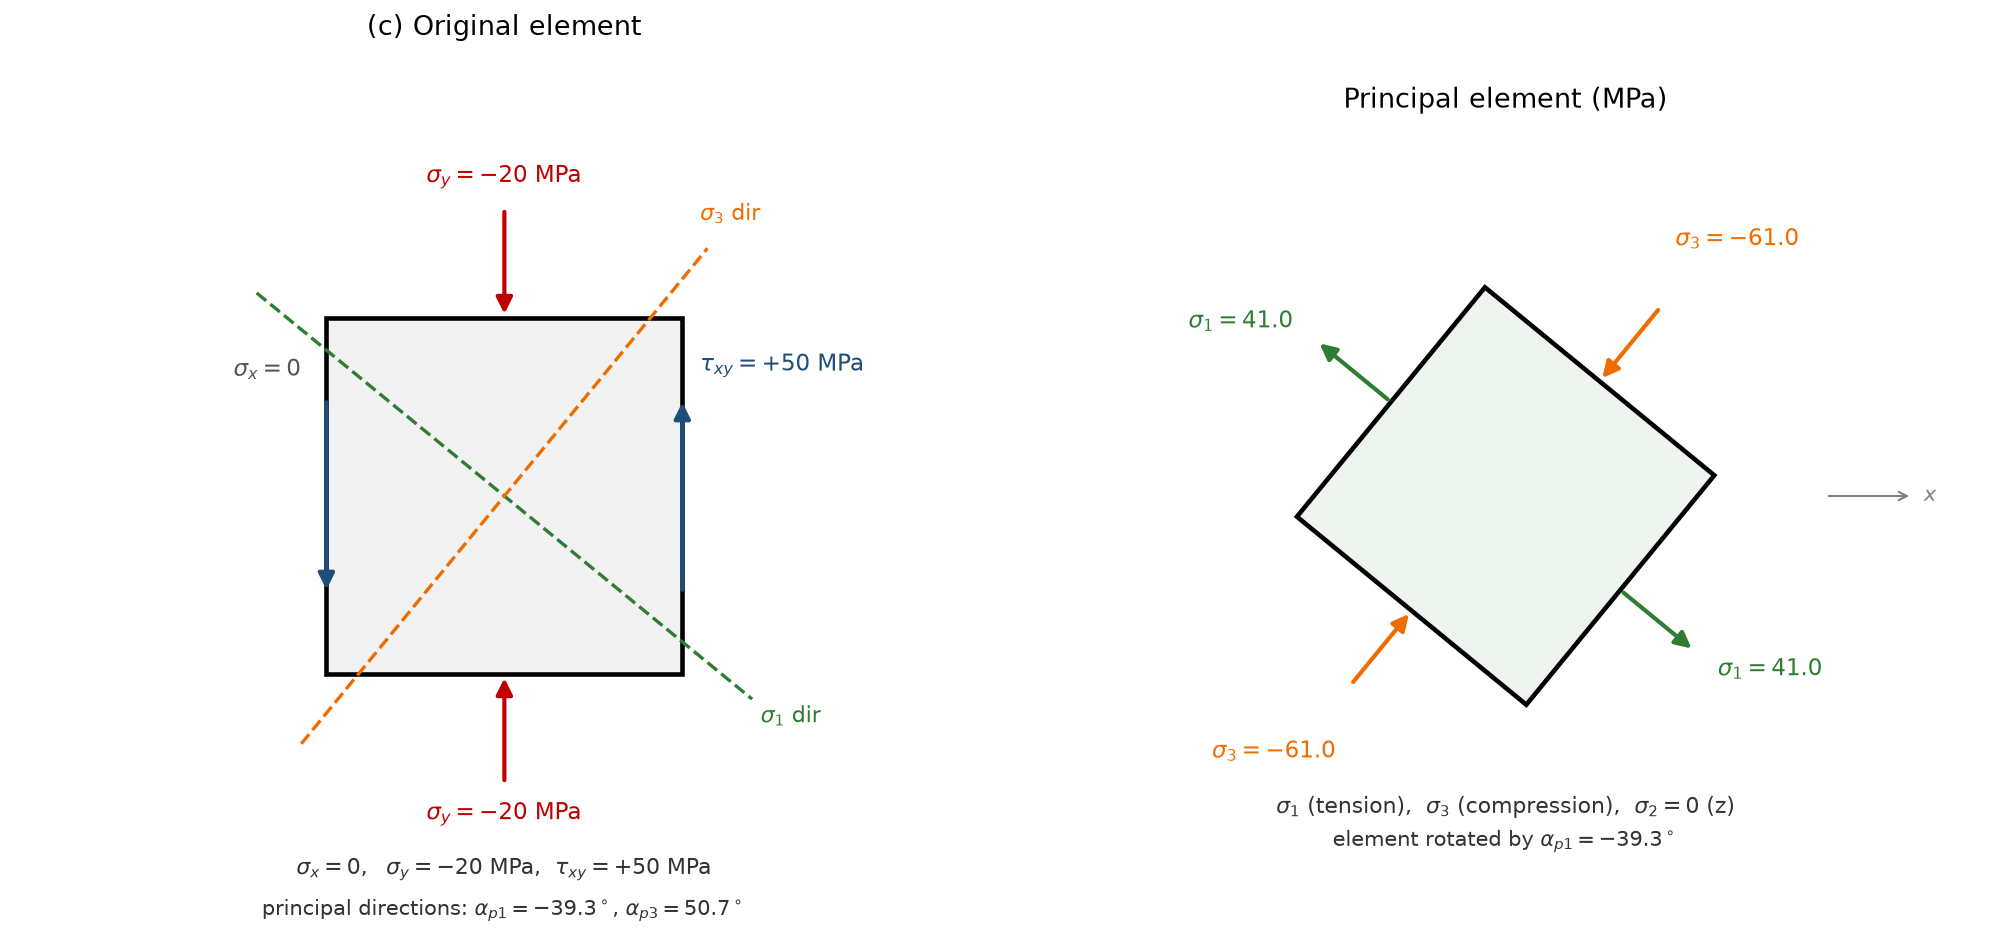 (c) Original element
σy = −20 MPa
σ3 dir
σx = 0
τxy = +50 MPa
σ1 dir
σy = −20 MPa
σx = 0,   σy = −20 MPa,  τxy = +50 MPa
principal directions: αp1 = −39.3°, αp3 = 50.7°
Principal element (MPa)
σ3 = −61.0
σ1 = 41.0
x
σ1 = 41.0
σ3 = −61.0
σ1 (tension),  σ3 (compression),  σ2 = 0 (z)
element rotated by αp1 = −39.3°